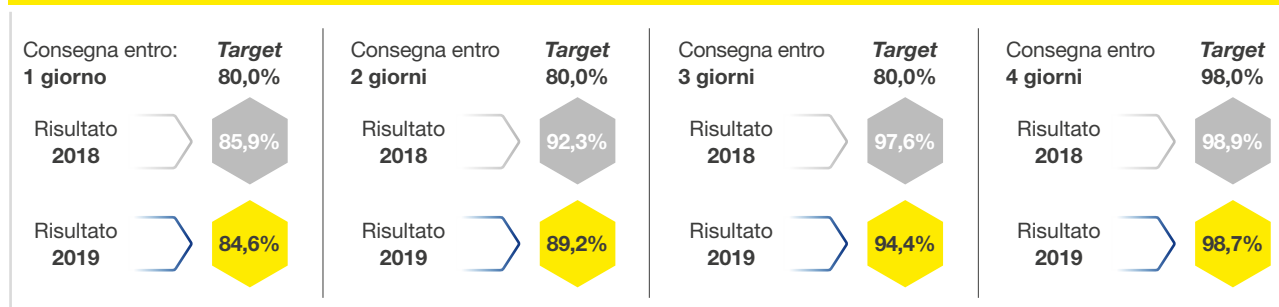 Consegna entro:
1 giorno
Target
80,0%
Risultato
2018
85,9%
Risultato
2019
84,6%
Consegna entro
2 giorni
Target
80,0%
Risultato
2018
92,3%
Risultato
2019
89,2%
Consegna entro
3 giorni
Target
80,0%
Risultato
2018
97,6%
Risultato
2019
94,4%
Consegna entro
4 giorni
Target
98,0%
Risultato
2018
98,9%
Risultato
2019
98,7%